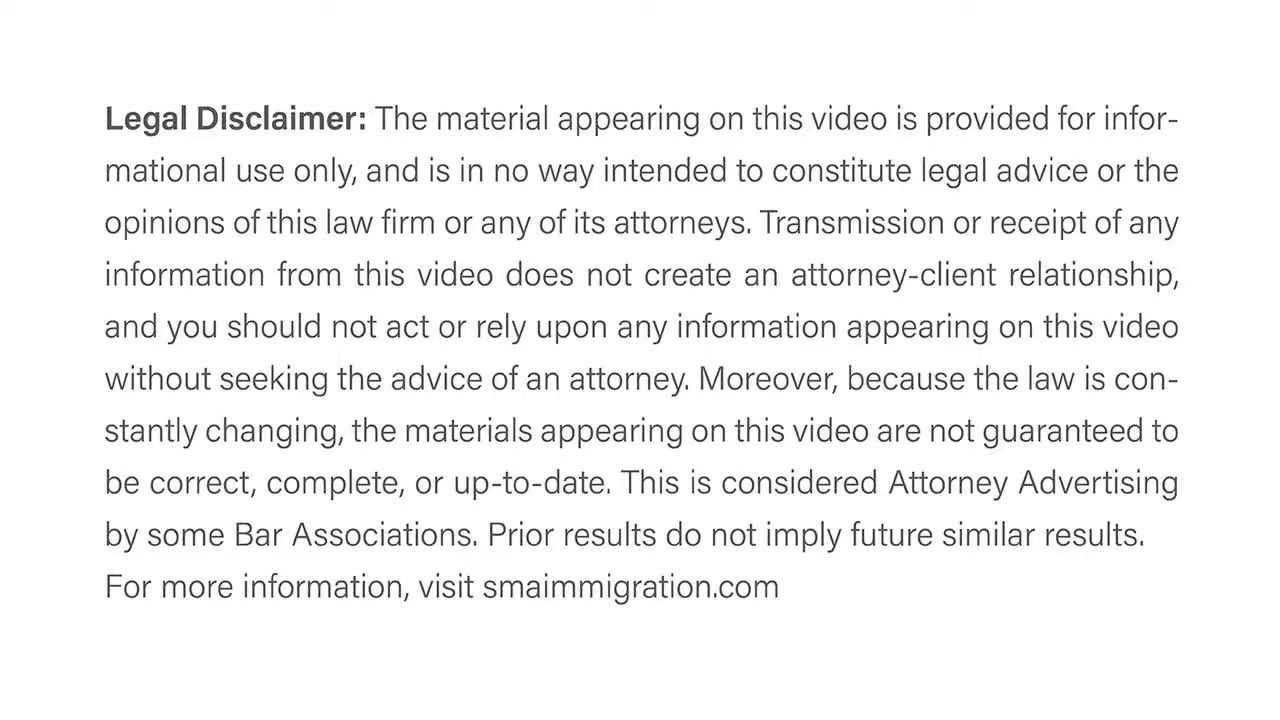 Legal Disclaimer: The material appearing on this video is provided for infor-
mational use only, and is in no way intended to constitute legal advice or the
opinions of this law firm or any of its attorneys. Transmission or receipt of any
information from this video does not create an attorney-client relationship,
and you should not act or rely upon any information appearing on this video
without seeking the advice of an attorney. Moreover, because the law is con-
stantly changing, the materials appearing on this video are not guaranteed to
be correct, complete, or up-to-date. This is considered Attorney Advertising
by some Bar Associations. Prior results do not imply future similar results.
For more information, visit smaimmigration.com